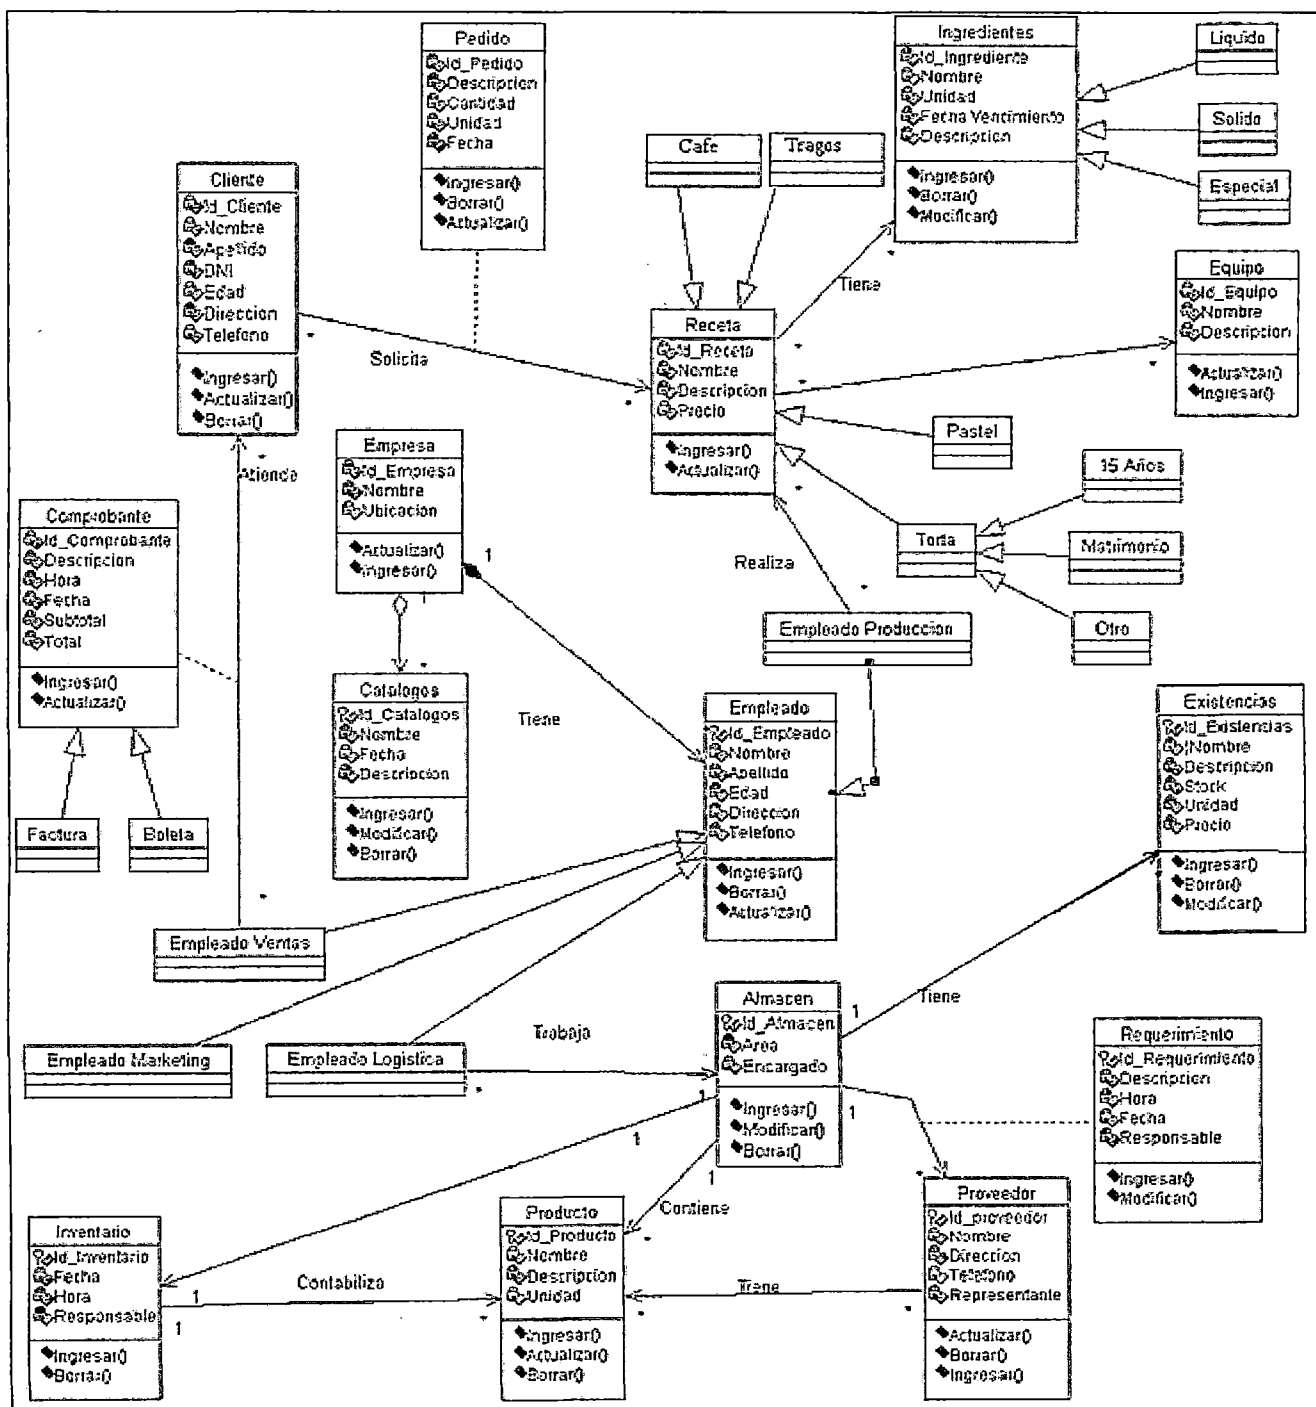 Pedido
Id_Pedido
Descripcion
Cantidad
Unidad
Fecha
Ingresar()
Borrar()
Actualizar()
Ingredientes
Id_Ingrediente
Nombre
Unidad
Fecha Vencimiento
Descripcion
Ingresar()
Borrar()
Modificar()
Liquido
Solido
Especial
Cafe
Tragos
Cliente
Id_Cliente
Nombre
Apellido
DNI
Edad
Direccion
Telefono
Ingresar()
Actualizar()
Borrar()
Solicita
*
*
Tiene
*
*
Equipo
Id_Equipo
Nombre
Descripcion
Actualizar()
Ingresar()
*
*
Receta
Id_Receta
Nombre
Descripcion
Precio
Ingresar()
Actualizar()
Pastel
Torta
15 Años
Matrimonio
Otro
Atiende
*
*
Empresa
Id_Empresa
Nombre
Ubicacion
Actualizar()
Ingresar()
1
1
*
Comprobante
Id_Comprobante
Descripcion
Hora
Fecha
Subtotal
Total
Ingresar()
Actualizar()
Factura
Boleta
Realiza
*
*
Empleado Produccion
Catalogos
Id_Catalogos
Nombre
Fecha
Descripcion
Ingresar()
Modificar()
Borrar()
Tiene
*
Empleado
Id_Empleado
Nombre
Apellido
Edad
Direccion
Telefono
Ingresar()
Borrar()
Actualizar()
Existencias
Id_Existencias
Nombre
Descripcion
Stock
Unidad
Precio
Ingresar()
Borrar()
Modificar()
*
Empleado Ventas
Empleado Marketing
Empleado Logistica
Trabaja
*
1
Almacen
Id_Almacen
Area
Encargado
Ingresar()
Modificar()
Borrar()
1
Tiene
Requerimiento
Id_Requerimiento
Descripcion
Hora
Fecha
Responsable
Ingresar()
Modificar()
1
1
1
1
*
Contiene
*
Inventario
Id_Inventario
Fecha
Hora
Responsable
Ingresar()
Borrar()
Contabiliza
1
1
*
Producto
Id_Producto
Nombre
Descripcion
Unidad
Ingresar()
Actualizar()
Borrar()
Tiene
*
Proveedor
Id_proveedor
Nombre
Direccion
Telefono
Representante
Actualizar()
Borrar()
Ingresar()